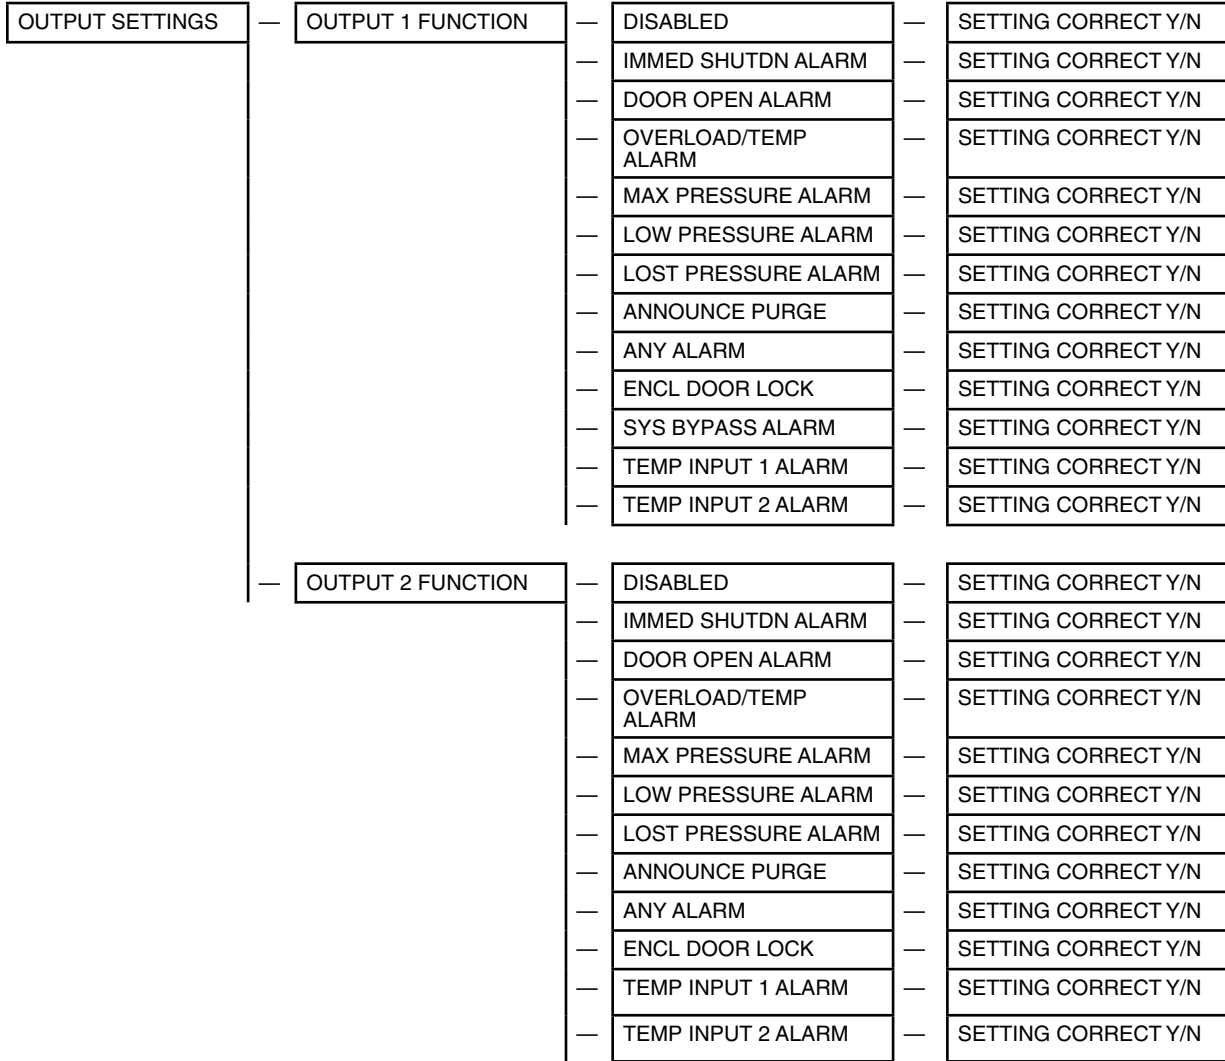 OUTPUT SETTINGS — OUTPUT 1 FUNCTION — DISABLED — SETTING CORRECT Y/N
— IMMED SHUTDN ALARM — SETTING CORRECT Y/N
— DOOR OPEN ALARM — SETTING CORRECT Y/N
— OVERLOAD/TEMP — SETTING CORRECT Y/N
ALARM
— MAX PRESSURE ALARM — SETTING CORRECT Y/N
— LOW PRESSURE ALARM — SETTING CORRECT Y/N
— LOST PRESSURE ALARM — SETTING CORRECT Y/N
— ANNOUNCE PURGE — SETTING CORRECT Y/N
— ANY ALARM — SETTING CORRECT Y/N
— ENCL DOOR LOCK — SETTING CORRECT Y/N
— SYS BYPASS ALARM — SETTING CORRECT Y/N
— TEMP INPUT 1 ALARM — SETTING CORRECT Y/N
— TEMP INPUT 2 ALARM — SETTING CORRECT Y/N
— OUTPUT 2 FUNCTION — DISABLED — SETTING CORRECT Y/N
— IMMED SHUTDN ALARM — SETTING CORRECT Y/N
— DOOR OPEN ALARM — SETTING CORRECT Y/N
— OVERLOAD/TEMP — SETTING CORRECT Y/N
ALARM
— MAX PRESSURE ALARM — SETTING CORRECT Y/N
— LOW PRESSURE ALARM — SETTING CORRECT Y/N
— LOST PRESSURE ALARM — SETTING CORRECT Y/N
— ANNOUNCE PURGE — SETTING CORRECT Y/N
— ANY ALARM — SETTING CORRECT Y/N
— ENCL DOOR LOCK — SETTING CORRECT Y/N
— TEMP INPUT 1 ALARM — SETTING CORRECT Y/N
— TEMP INPUT 2 ALARM — SETTING CORRECT Y/N